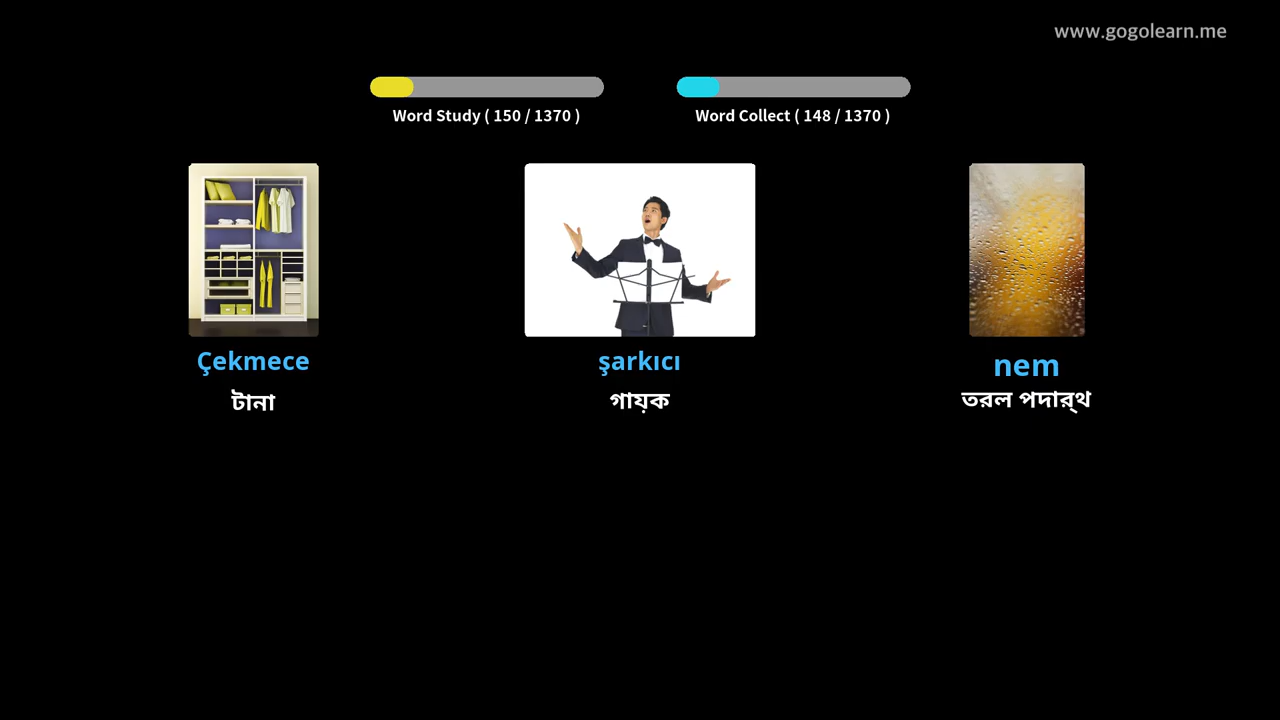 www.gogolearn.me
Word Study ( 150 / 1370 )
Word Collect ( 148 / 1370 )
Çekmece
şarkıcı
nem
টানা
গায়ক
তরল পদার্থ